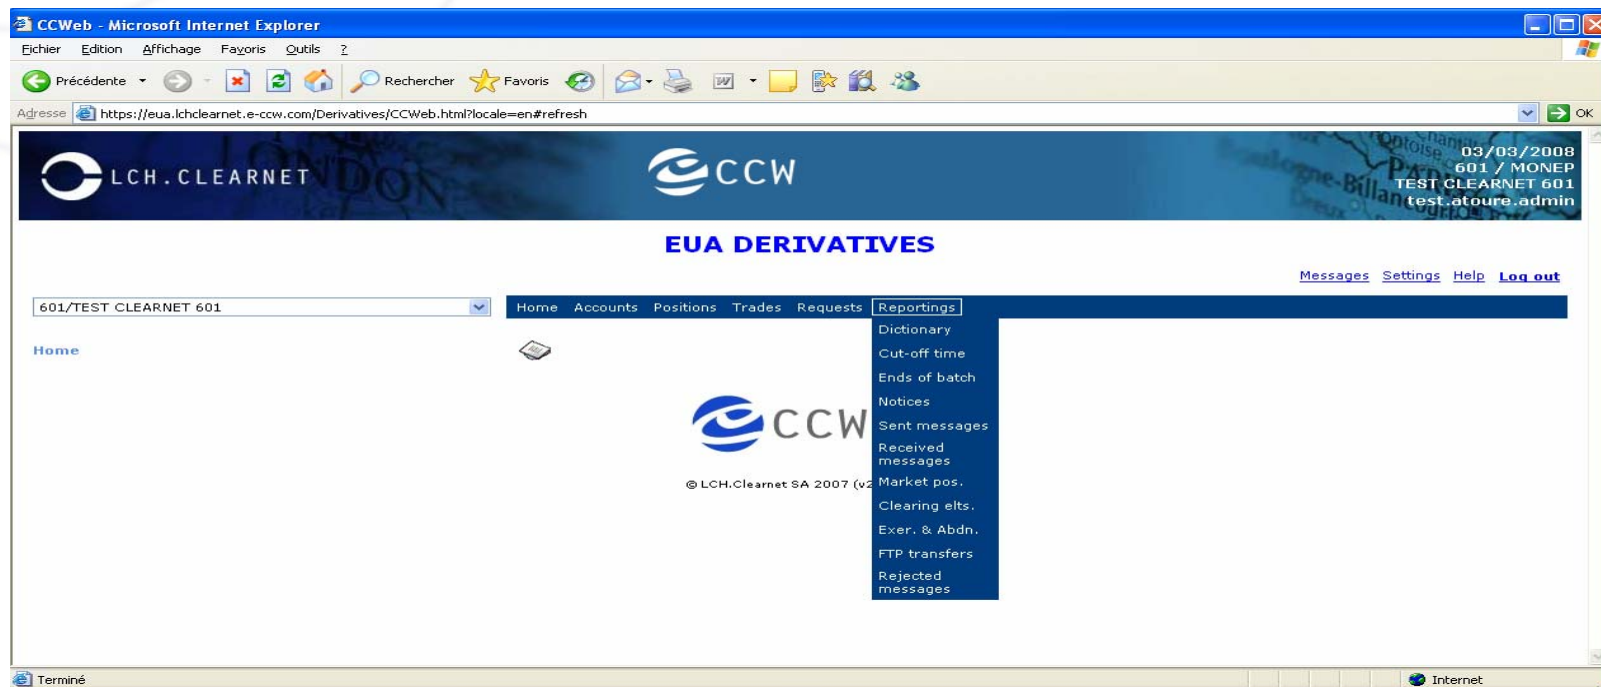 CCWeb - Microsoft Internet Explorer
Eichier Edition Affichage Favoris Outils ?
Précédente Rechercher Favoris
Adresse https://eua.lchclearnet.e-ccw.com/Derivatives/CCWeb.html?locale=en#refresh OK
LCH.CLEARNET
CCW
03/03/2008
601 / MONEP
TEST CLEARNET 601
test.atoure.admin
EUA DERIVATIVES
Messages Settings Help Log out
601/TEST CLEARNET 601
Home Accounts Positions Trades Requests Reportings
Home
Dictionary
Cut-off time
Ends of batch
Notices
Sent messages
Received
messages
Market pos.
Clearing elts.
Exer. & Abdn.
FTP transfers
Rejected
messages
CCW
© LCH.Clearnet SA 2007 (v2
Terminé Internet